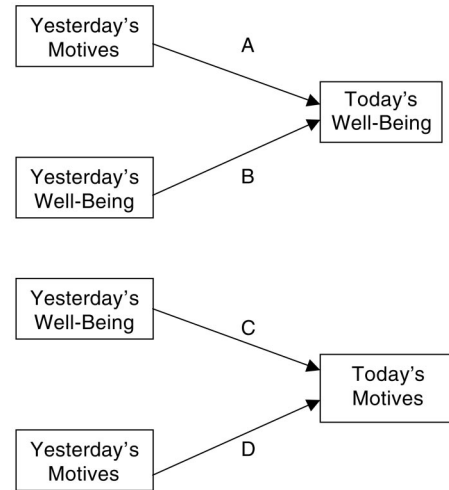 Yesterday's
Motives
A
Today's
Well-Being
Yesterday's
Well-Being
B
Yesterday's
Well-Being
C
Today's
Motives
Yesterday's
Motives
D